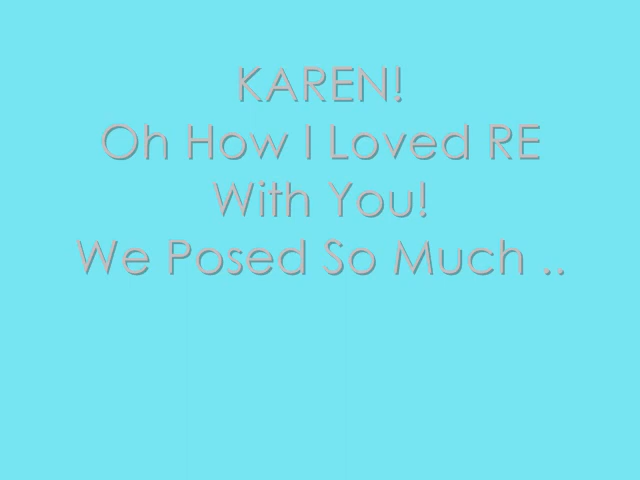 KAREN!
Oh How I Loved RE
With You!
We Posed So Much ..